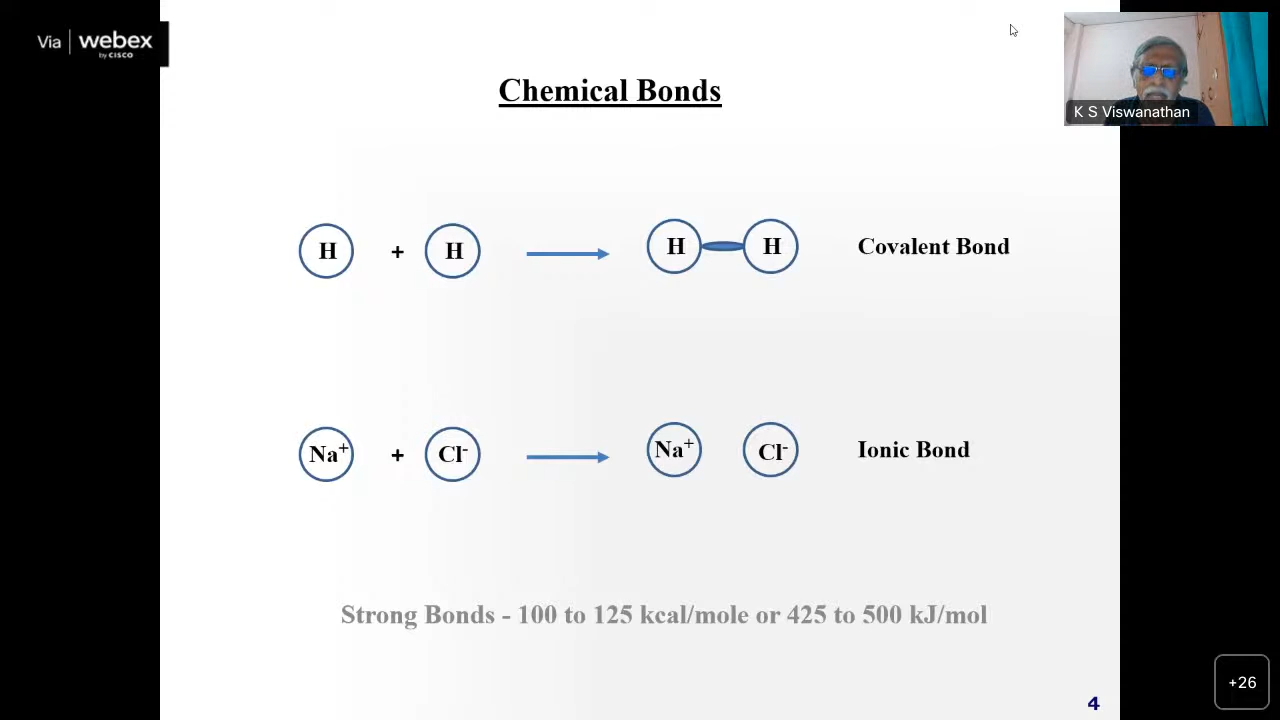 Via webex
by CISCO
K S Viswanathan
Chemical Bonds
H + H H H Covalent Bond
Na⁺ + Cl⁻ Na⁺ Cl⁻ Ionic Bond
Strong Bonds - 100 to 125 kcal/mole or 425 to 500 kJ/mol
+26
4